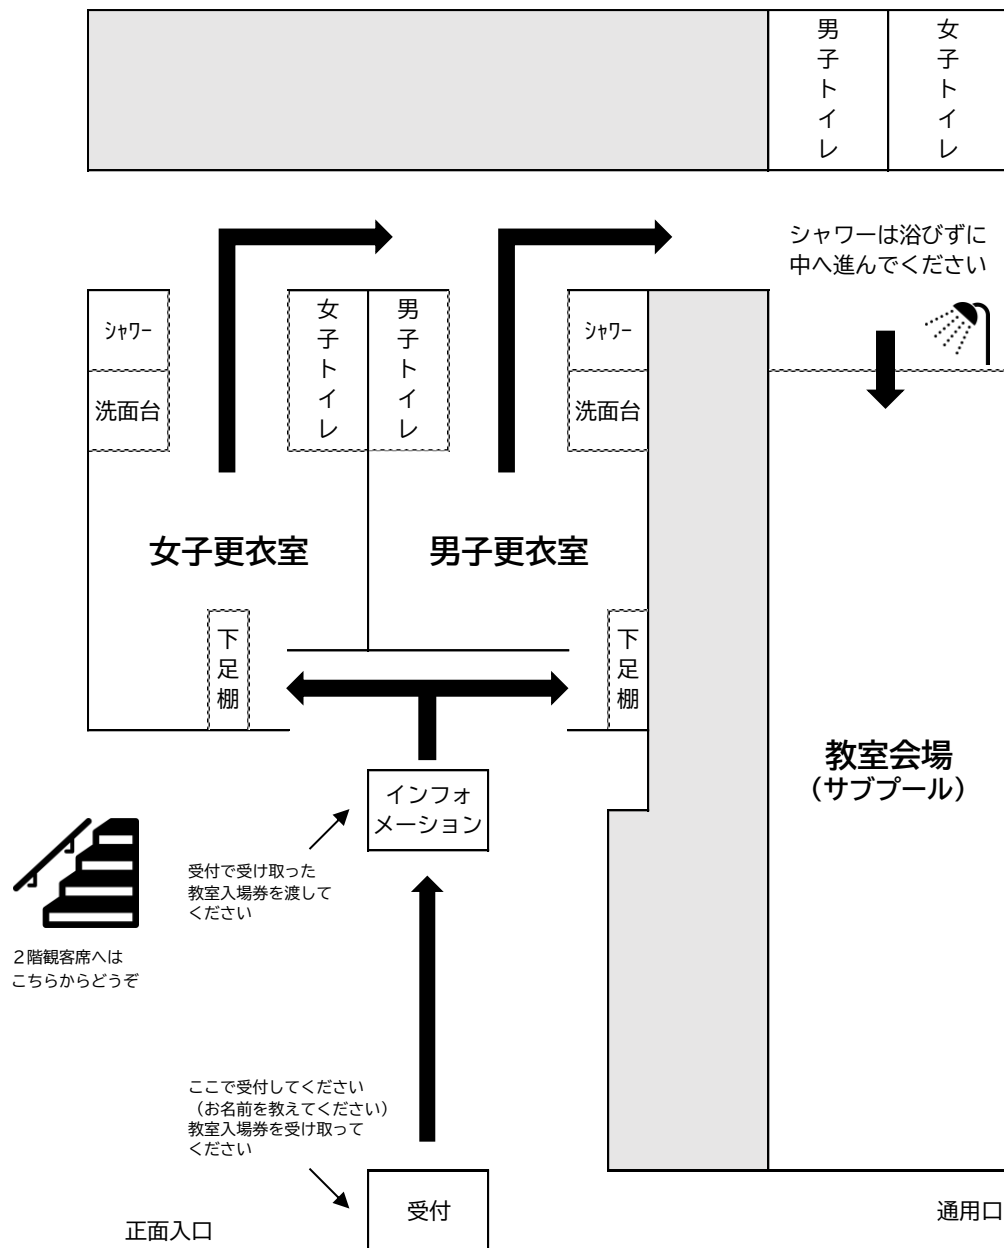 男子トイレ
女子トイレ
シャワーは浴びずに
中へ進んでください
ｼｬﾜｰ
洗面台
女子トイレ
男子トイレ
ｼｬﾜｰ
洗面台
女子更衣室
男子更衣室
下足棚
下足棚
教室会場
（サブプール）
インフォ
メーション
受付で受け取った
教室入場券を渡して
ください
２階観客席へは
こちらからどうぞ
ここで受付してください
（お名前を教えてください）
教室入場券を受け取って
ください
受付
正面入口
通用口